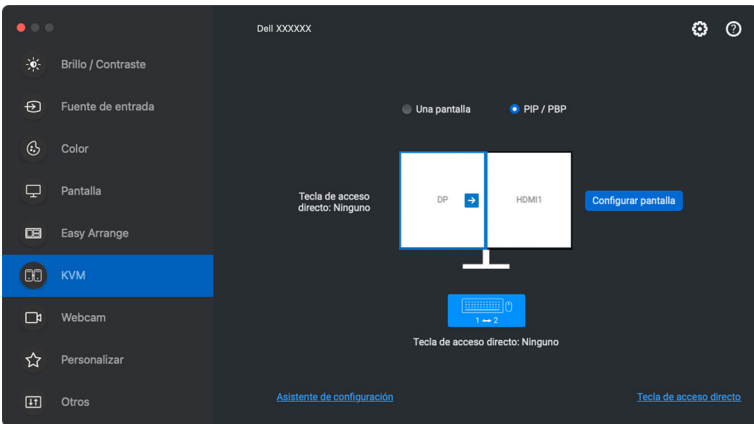 Dell XXXXXX
Brillo / Contraste
Fuente de entrada
Color
Pantalla
Easy Arrange
KVM
Webcam
Personalizar
Otros
Una pantalla
PIP / PBP
Tecla de acceso
directo: Ninguno
DP
HDMI1
Configurar pantalla
1 ↔ 2
Tecla de acceso directo: Ninguno
Asistente de configuración
Tecla de acceso directo